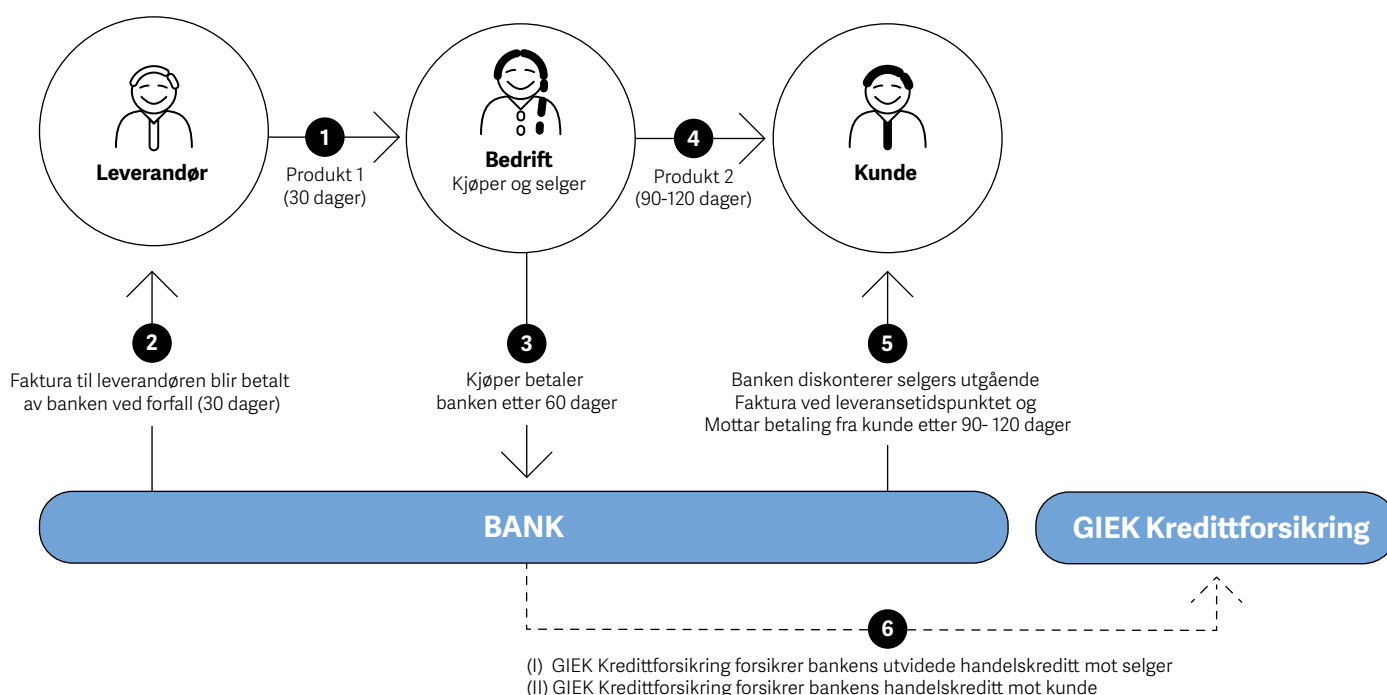 Leverandør
1
Produkt 1
(30 dager)
Bedrift
Kjøper og selger
4
Produkt 2
(90-120 dager)
Kunde
2
Faktura til leverandøren blir betalt
av banken ved forfall (30 dager)
3
Kjøper betaler
banken etter 60 dager
5
Banken diskonterer selgers utgående
Faktura ved leveransetidspunktet og
Mottar betaling fra kunde etter 90- 120 dager
BANK
GIEK Kredittforsikring
6
(I) GIEK Kredittforsikring forsikrer bankens utvidede handelskreditt mot selger
(II) GIEK Kredittforsikring forsikrer bankens handelskreditt mot kunde